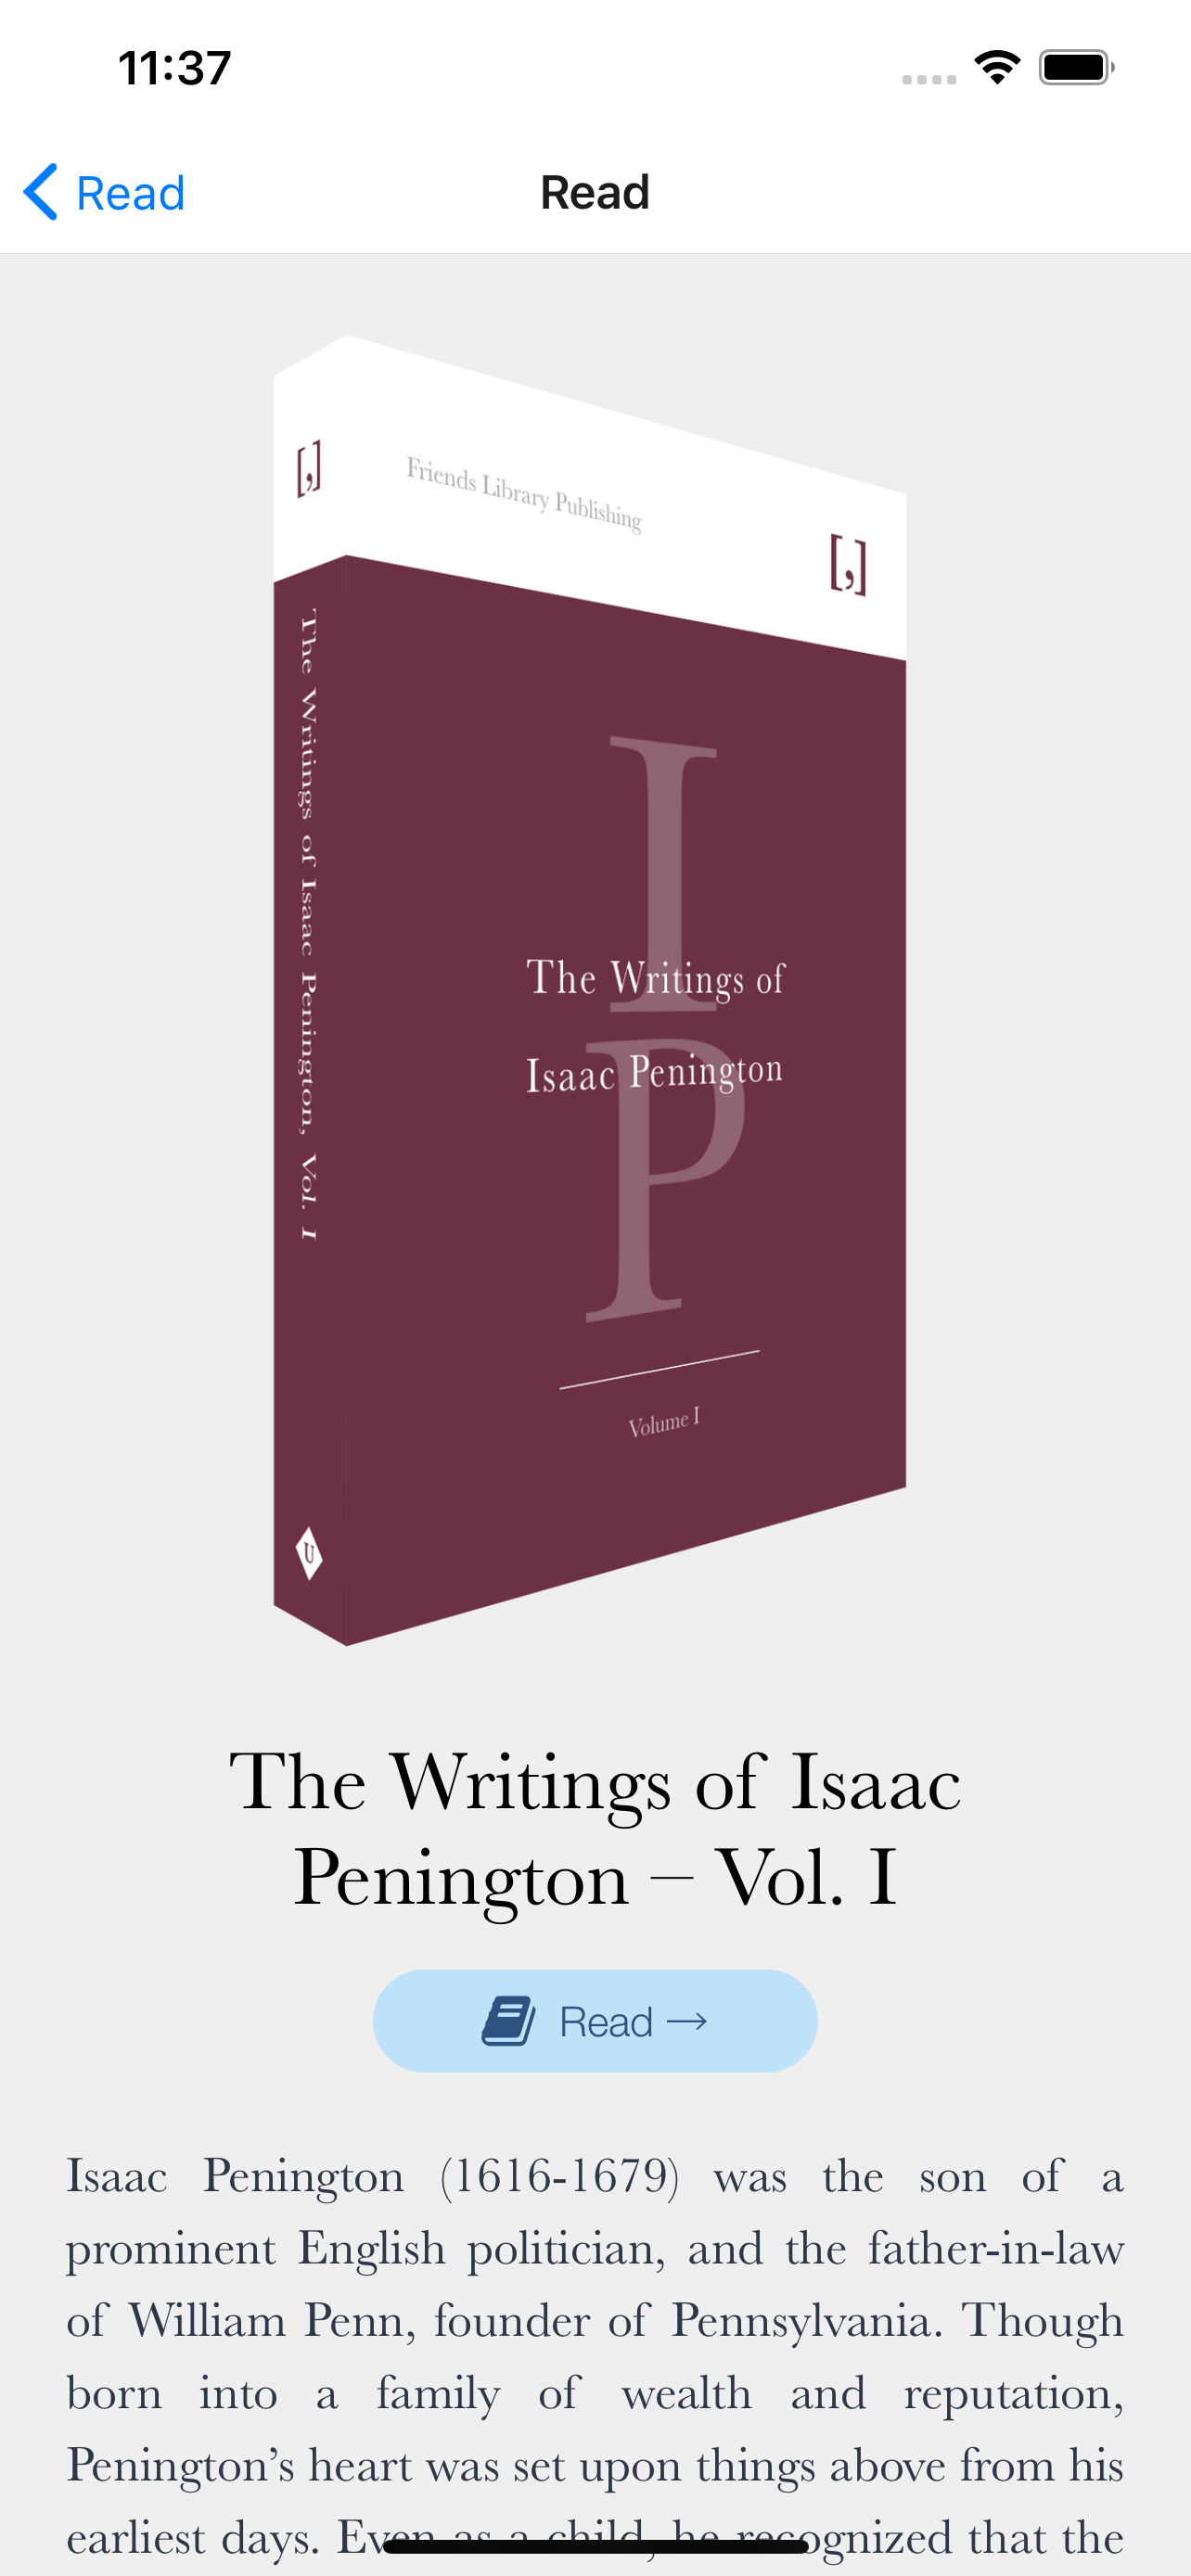 11:37
Read
Read
[,]
Friends Library Publishing
[,]
The Writings of Isaac Penington, Vol. I
I
P
The Writings of
Isaac Penington
Volume I
U
The Writings of Isaac
Penington – Vol. I
Read →
Isaac Penington (1616-1679) was the son of a
prominent English politician, and the father-in-law
of William Penn, founder of Pennsylvania. Though
born into a family of wealth and reputation,
Penington’s heart was set upon things above from his
earliest days. Even as a child, he recognized that the